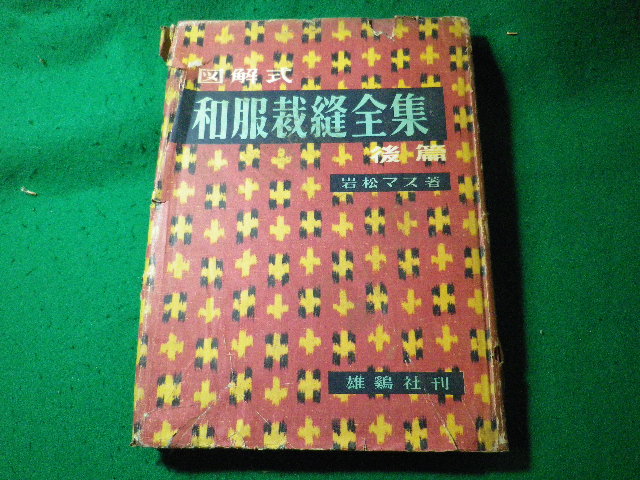 図解式
和服裁縫全集
後篇
岩松マス著
雄鷄社刊